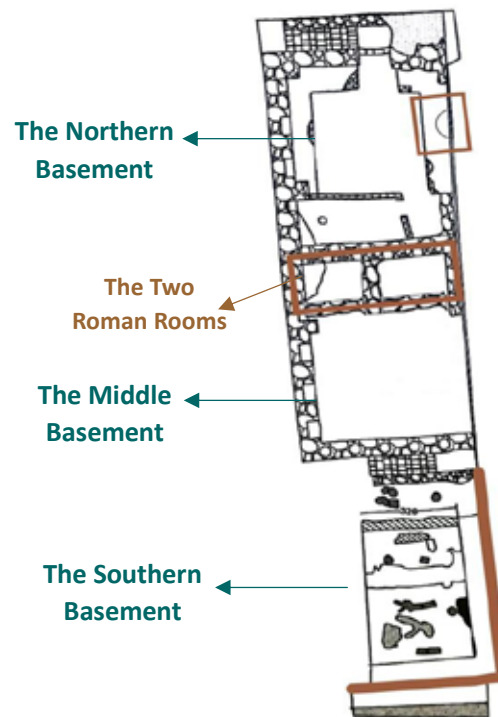 The Northern
Basement
The Two
Roman Rooms
The Middle
Basement
The Southern
Basement